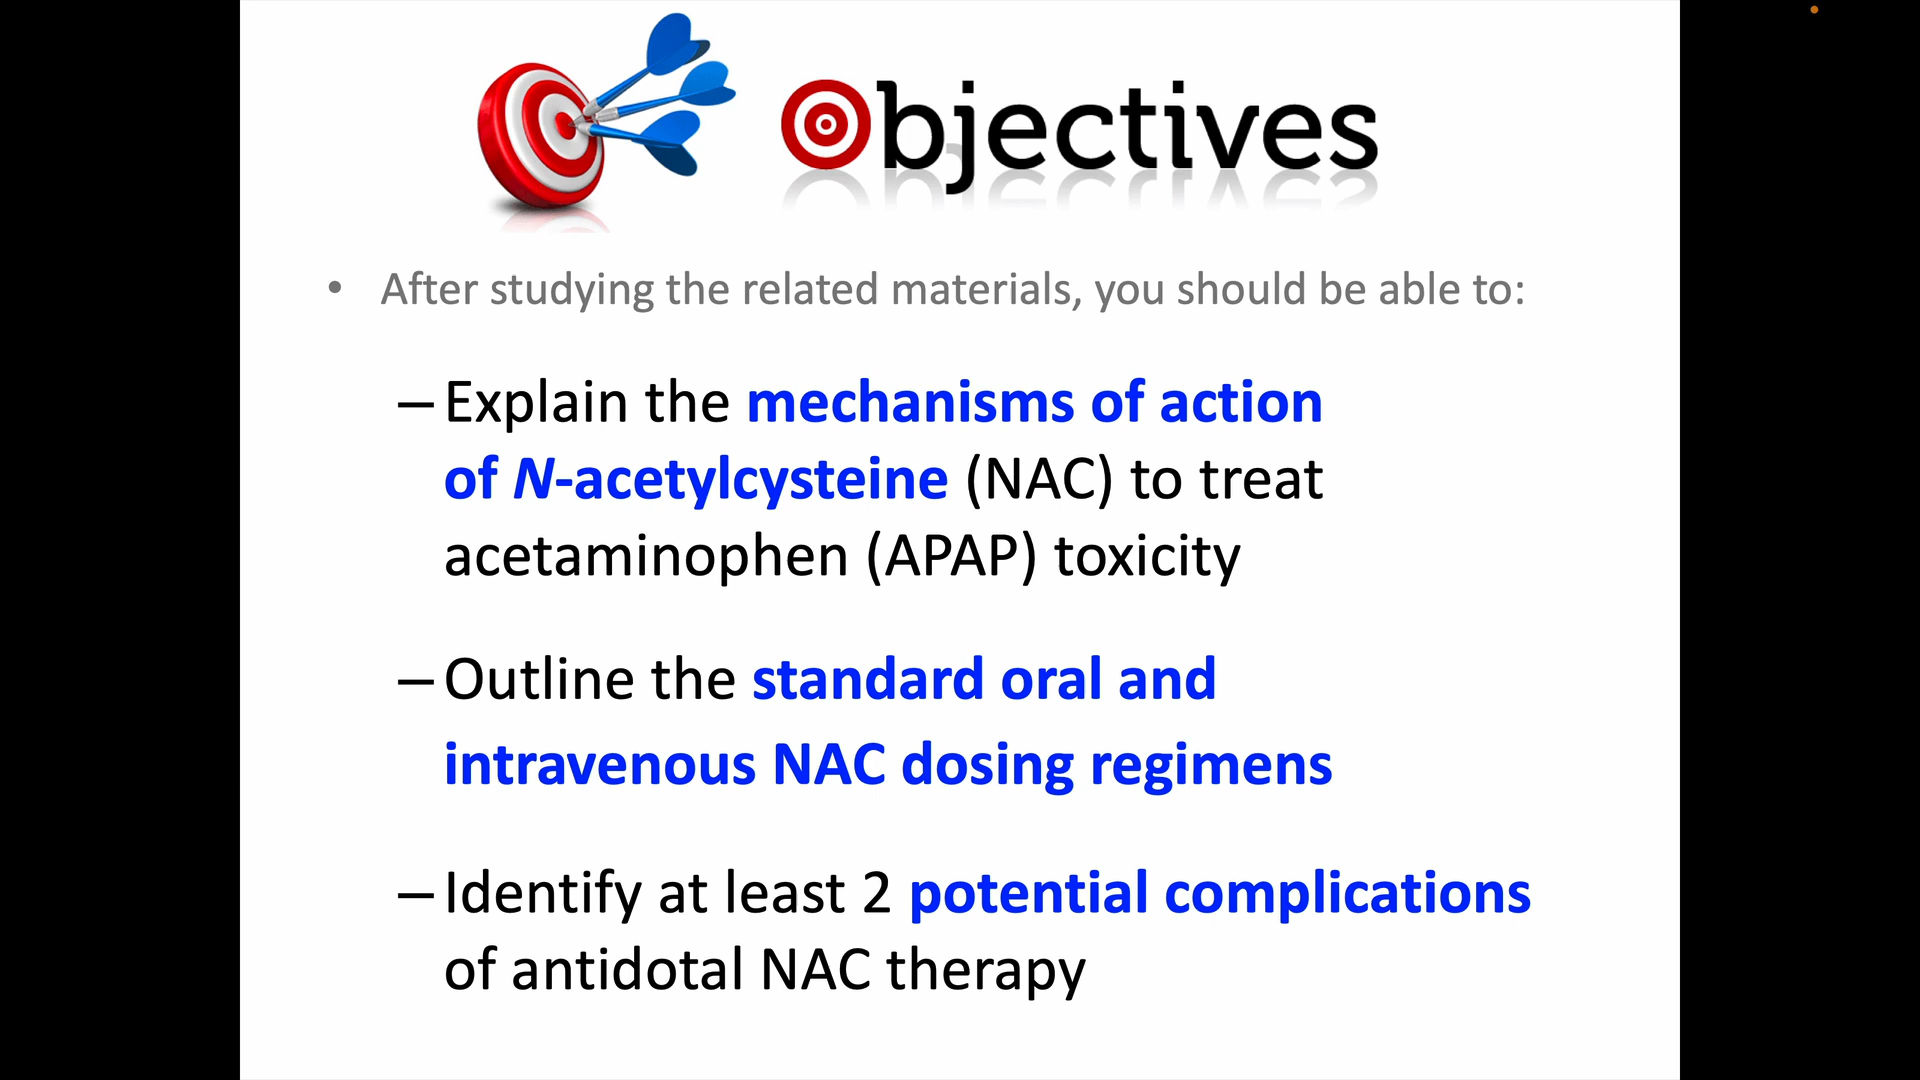 Objectives
• After studying the related materials, you should be able to:
– Explain the mechanisms of action
of N-acetylcysteine (NAC) to treat
acetaminophen (APAP) toxicity
– Outline the standard oral and
intravenous NAC dosing regimens
– Identify at least 2 potential complications
of antidotal NAC therapy